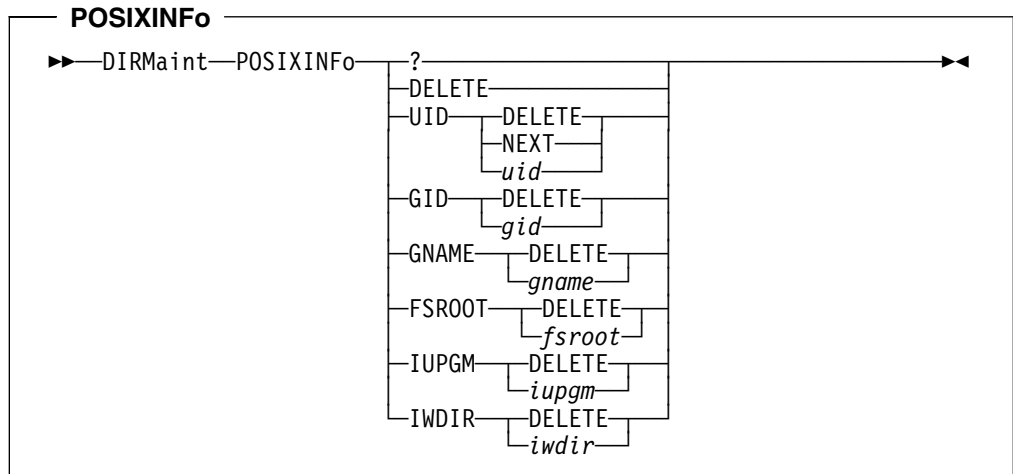 POSIXINFo
DIRMaint POSIXINFo ?
DELETE
UID DELETE
NEXT
uid
GID DELETE
gid
GNAME DELETE
gname
FSROOT DELETE
fsroot
IUPGM DELETE
iupgm
IWDIR DELETE
iwdir